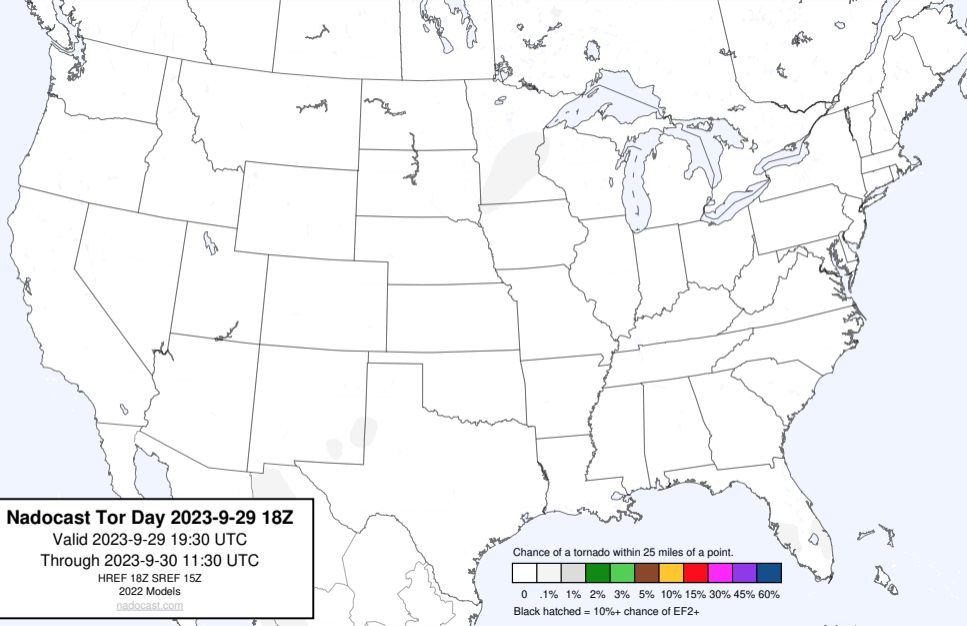 Nadocast Tor Day 2023-9-29 18Z
Valid 2023-9-29 19:30 UTC
Through 2023-9-30 11:30 UTC
HREF 18Z SREF 15Z
2022 Models
nadocast.com
Chance of a tornado within 25 miles of a point.
0 .1% 1% 2% 3% 5% 10% 15% 30% 45% 60%
Black hatched = 10%+ chance of EF2+